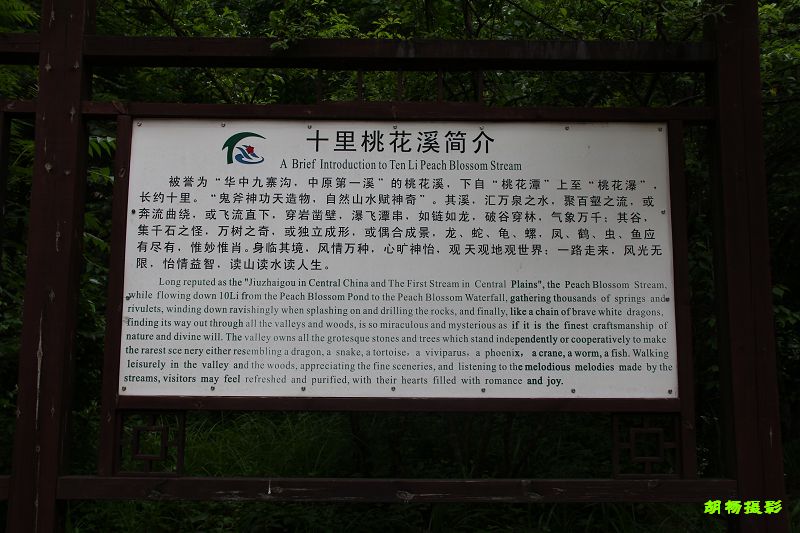 十里桃花溪简介
A Brief Introduction to Ten Li Peach Blossom Stream
被誉为“华中九寨沟，中原第一溪”的桃花溪，下自“桃花潭”上至“桃花瀑”，
长约十里。“鬼斧神功天造物，自然山水赋神奇”。其溪，汇万泉之水，聚百壑之流，或
奔流曲绕，或飞流直下，穿岩凿壁，瀑飞潭串，如链如龙，破谷穿林，气象万千；其谷，
集千石之怪、万树之奇，或独立成形，或偶合成景，龙、蛇、龟、螺，凤、鹤、虫、鱼应
有尽有，惟妙惟肖。身临其境，风情万种，心旷神怡，观天观地观世界；一路走来，风光无
限，怡情益智，读山读水读人生。
Long reputed as the "Jiuzhaigou in Central China and The First Stream in Central Plains", the Peach Blossom Stream,
while flowing down 10Li from the Peach Blossom Pond to the Peach Blossom Waterfall, gathering thousands of springs and
rivulets, winding down ravishingly when splashing on and drilling the rocks, and finally, like a chain of brave white dragons,
finding its way out through all the valleys and woods, is so miraculous and mysterious as if it is the finest craftsmanship of
nature and divine will. The valley owns all the grotesque stones and trees which stand independently or cooperatively to make
the rarest scenery either resembling a dragon, a snake, a tortoise, a viviparus, a phoenix, a crane, a worm, a fish. Walking
leisurely in the valley and the woods, appreciating the fine sceneries, and listening to the melodious melodies made by the
streams, visitors may feel refreshed and purified, with their hearts filled with romance and joy.
胡杨摄影